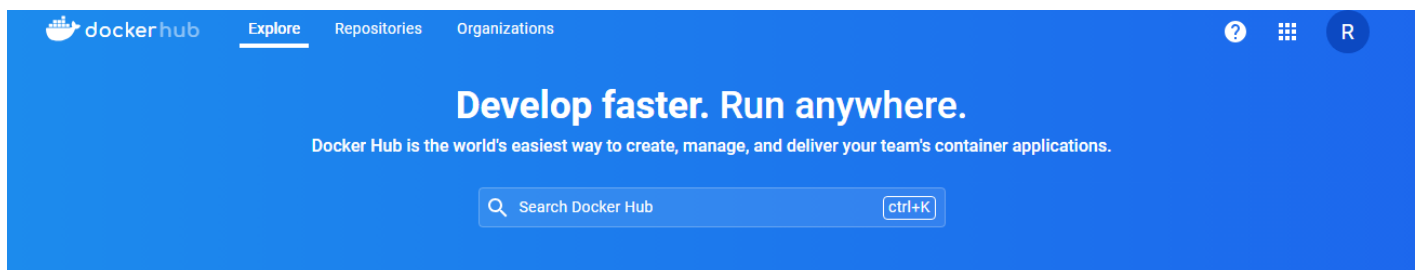 dockerhub Explore Repositories Organizations R
Develop faster. Run anywhere.
Docker Hub is the world's easiest way to create, manage, and deliver your team's container applications.
Search Docker Hub ctrl+K